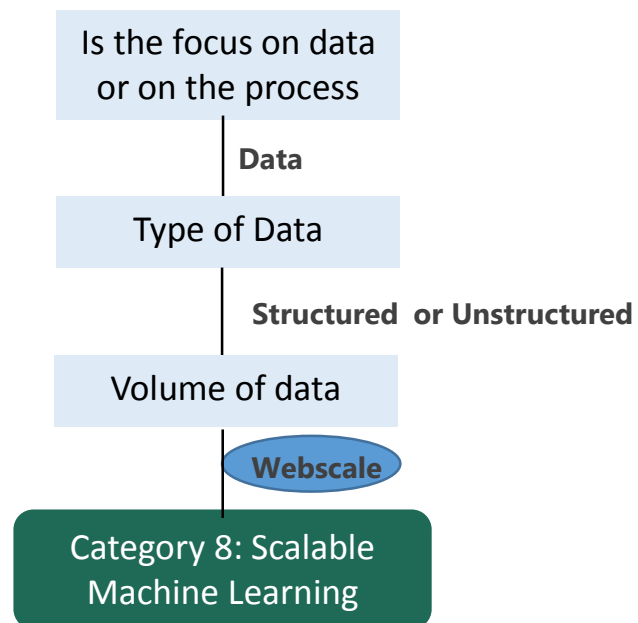 Is the focus on data
or on the process
Data
Type of Data
Structured or Unstructured
Volume of data
Webscale
Category 8: Scalable
Machine Learning